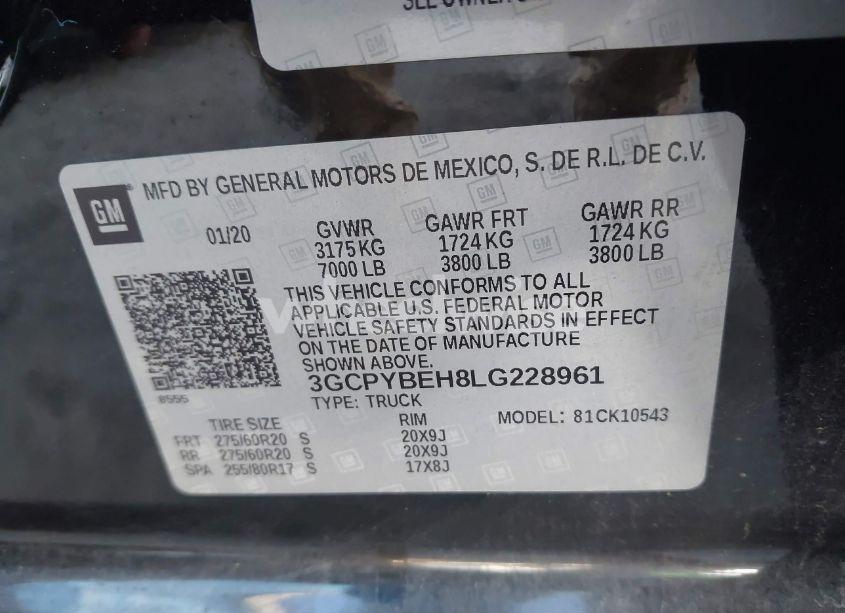 SEE OWNER
GM
MFD BY GENERAL MOTORS DE MEXICO, S. DE R.L. DE C.V.
01/20
GVWR
3175 KG
7000 LB
GAWR FRT
1724 KG
3800 LB
GAWR RR
1724 KG
3800 LB
THIS VEHICLE CONFORMS TO ALL
APPLICABLE U.S. FEDERAL MOTOR
VEHICLE SAFETY STANDARDS IN EFFECT
ON THE DATE OF MANUFACTURE
SHOWN ABOVE.
3GCPYBEH8LG228961
TYPE: TRUCK
MODEL: 81CK10543
8555
TIRE SIZE RIM
FRT 275/60R20 S 20X9J
RR 275/60R20 S 20X9J
SPA 255/80R17 S 17X8J